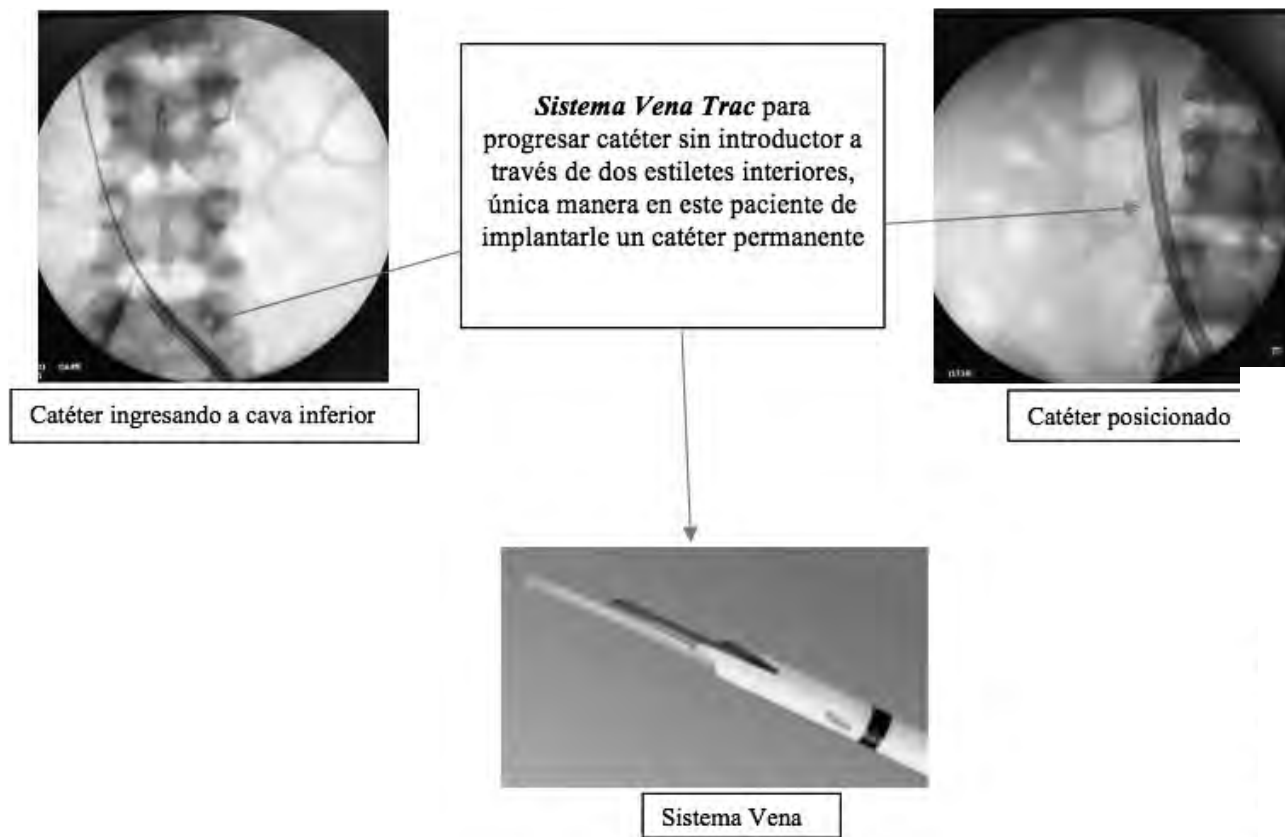 Sistema Vena Trac para
progresar catéter sin introductor a
través de dos estiletes interiores,
única manera en este paciente de
implantarle un catéter permanente
Catéter ingresando a cava inferior
Catéter posicionado
Sistema Vena